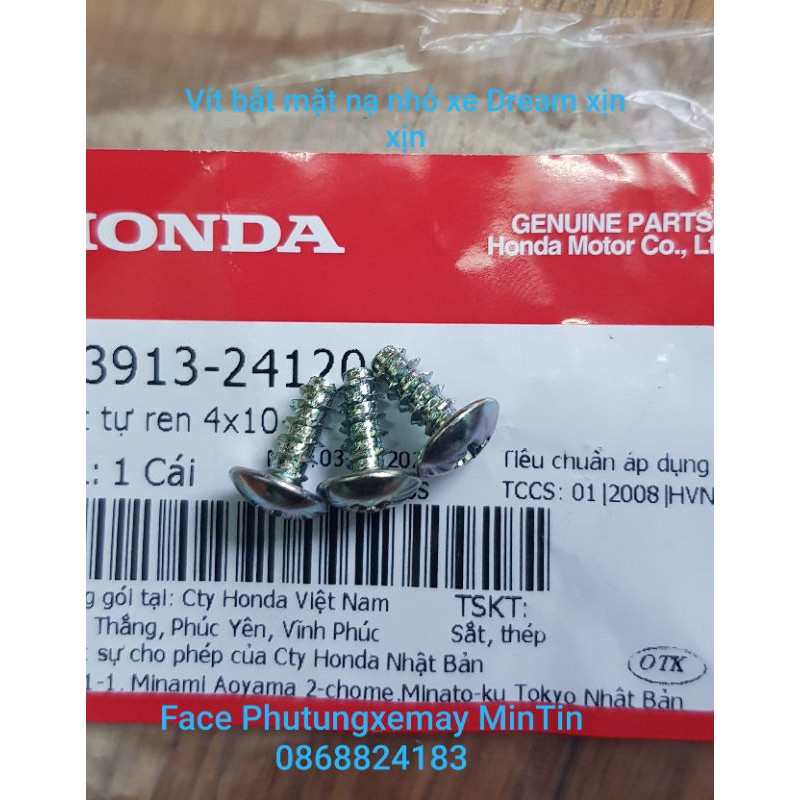 Vít bắt mặt nạ nhỏ xe Dream xịn
xịn
HONDA
GENUINE PARTS
Honda Motor Co., Lt
3913-24120
tự ren 4x10
03
202
Tiêu chuẩn áp dụng
: 1 Cái
TCCS: 01|2008|HVN
g gói tại: Cty Honda Việt Nam
TSKT:
Thắng, Phúc Yên, Vĩnh Phúc
Sắt, thép
sự cho phép của Cty Honda Nhật Bản
OTK
1-1, Minami Aoyama 2-chome,Minato-ku Tokyo Nhật Bản
Face Phutungxemay MinTin
0868824183